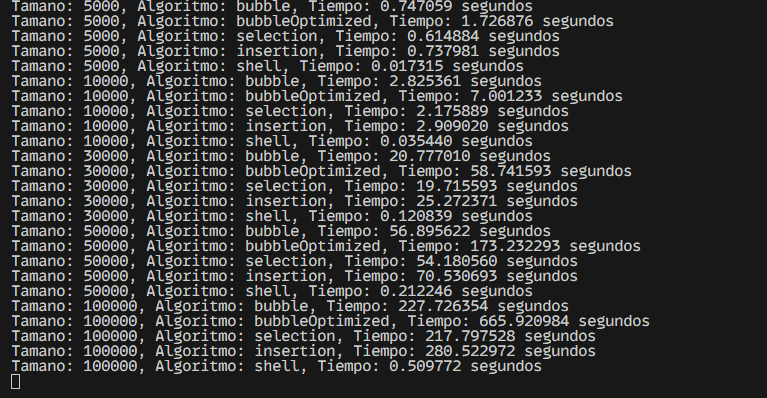 Tamano: 5000, Algoritmo: bubble, Tiempo: 0.747059 segundos
Tamano: 5000, Algoritmo: bubbleOptimized, Tiempo: 1.726876 segundos
Tamano: 5000, Algoritmo: selection, Tiempo: 0.614884 segundos
Tamano: 5000, Algoritmo: insertion, Tiempo: 0.737981 segundos
Tamano: 5000, Algoritmo: shell, Tiempo: 0.017315 segundos
Tamano: 10000, Algoritmo: bubble, Tiempo: 2.825361 segundos
Tamano: 10000, Algoritmo: bubbleOptimized, Tiempo: 7.001233 segundos
Tamano: 10000, Algoritmo: selection, Tiempo: 2.175889 segundos
Tamano: 10000, Algoritmo: insertion, Tiempo: 2.909020 segundos
Tamano: 10000, Algoritmo: shell, Tiempo: 0.035440 segundos
Tamano: 30000, Algoritmo: bubble, Tiempo: 20.777010 segundos
Tamano: 30000, Algoritmo: bubbleOptimized, Tiempo: 58.741593 segundos
Tamano: 30000, Algoritmo: selection, Tiempo: 19.715593 segundos
Tamano: 30000, Algoritmo: insertion, Tiempo: 25.272371 segundos
Tamano: 30000, Algoritmo: shell, Tiempo: 0.120839 segundos
Tamano: 50000, Algoritmo: bubble, Tiempo: 56.895622 segundos
Tamano: 50000, Algoritmo: bubbleOptimized, Tiempo: 173.232293 segundos
Tamano: 50000, Algoritmo: selection, Tiempo: 54.180560 segundos
Tamano: 50000, Algoritmo: insertion, Tiempo: 70.530693 segundos
Tamano: 50000, Algoritmo: shell, Tiempo: 0.212246 segundos
Tamano: 100000, Algoritmo: bubble, Tiempo: 227.726354 segundos
Tamano: 100000, Algoritmo: bubbleOptimized, Tiempo: 665.920984 segundos
Tamano: 100000, Algoritmo: selection, Tiempo: 217.797528 segundos
Tamano: 100000, Algoritmo: insertion, Tiempo: 280.522972 segundos
Tamano: 100000, Algoritmo: shell, Tiempo: 0.509772 segundos